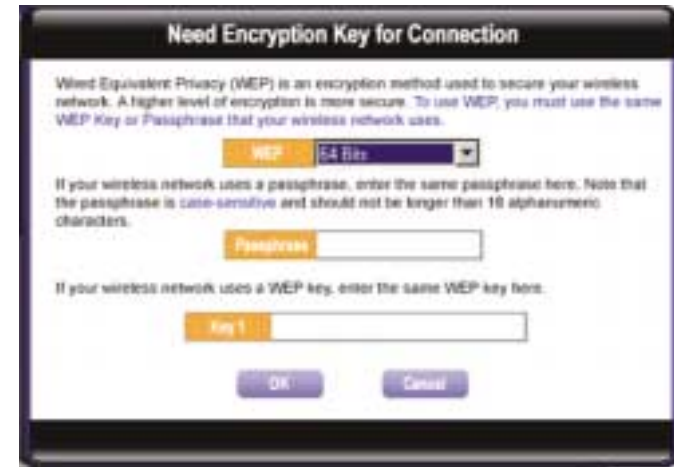 Need Encryption Key for Connection
Wired Equivalent Privacy (WEP) is an encryption method used to secure your wireless
network. A higher level of encryption is more secure. To use WEP, you must use the same
WEP Key or Passphrase that your wireless network uses.
WEP 64 Bits
If your wireless network uses a passphrase, enter the same passphrase here. Note that
the passphrase is case-sensitive and should not be longer than 16 alphanumeric
characters.
Passphrase
If your wireless network uses a WEP key, enter the same WEP key here.
Key 1
OK Cancel